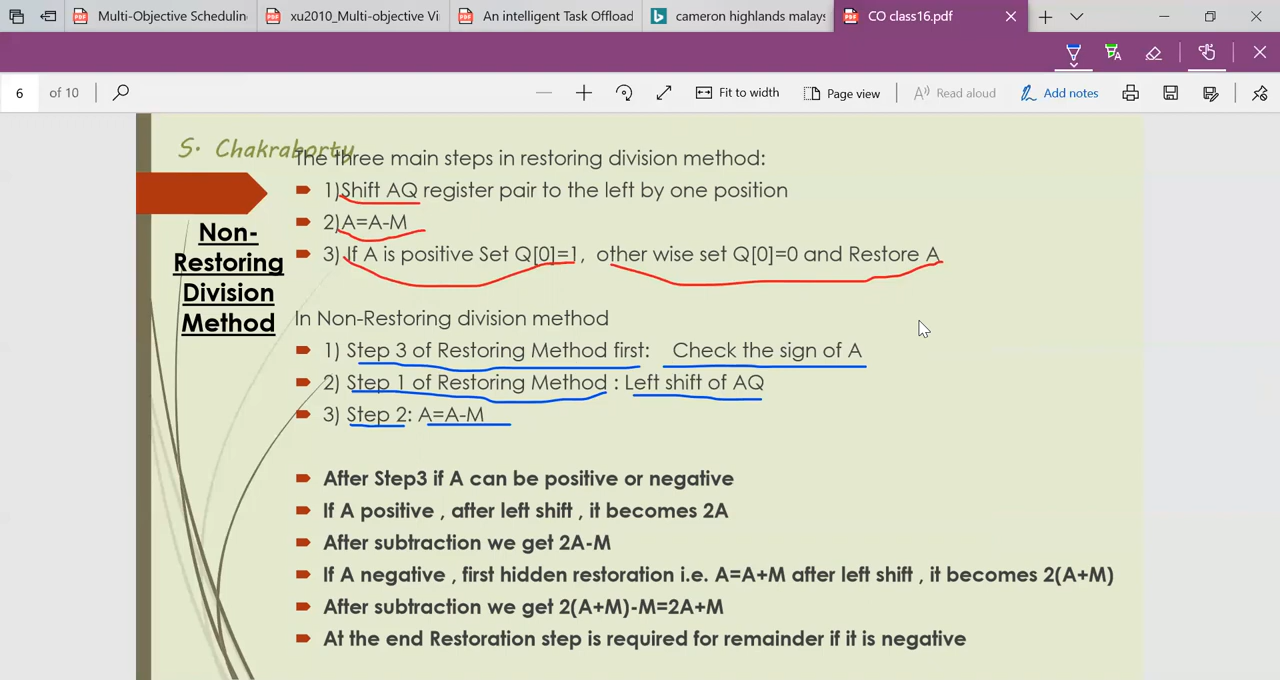 Multi-Objective Schedulin
xu2010_Multi-objective Vi
An intelligent Task Offload
cameron highlands malays
CO class16.pdf
6 of 10
Fit to width
Page view
Read aloud
Add notes
S. Chakraborty
Non-
Restoring
Division
Method
The three main steps in restoring division method:
1)Shift AQ register pair to the left by one position
2)A=A-M
3) If A is positive Set Q[0]=1, other wise set Q[0]=0 and Restore A
In Non-Restoring division method
1) Step 3 of Restoring Method first: Check the sign of A
2) Step 1 of Restoring Method : Left shift of AQ
3) Step 2: A=A-M
After Step3 if A can be positive or negative
If A positive , after left shift , it becomes 2A
After subtraction we get 2A-M
If A negative , first hidden restoration i.e. A=A+M after left shift , it becomes 2(A+M)
After subtraction we get 2(A+M)-M=2A+M
At the end Restoration step is required for remainder if it is negative